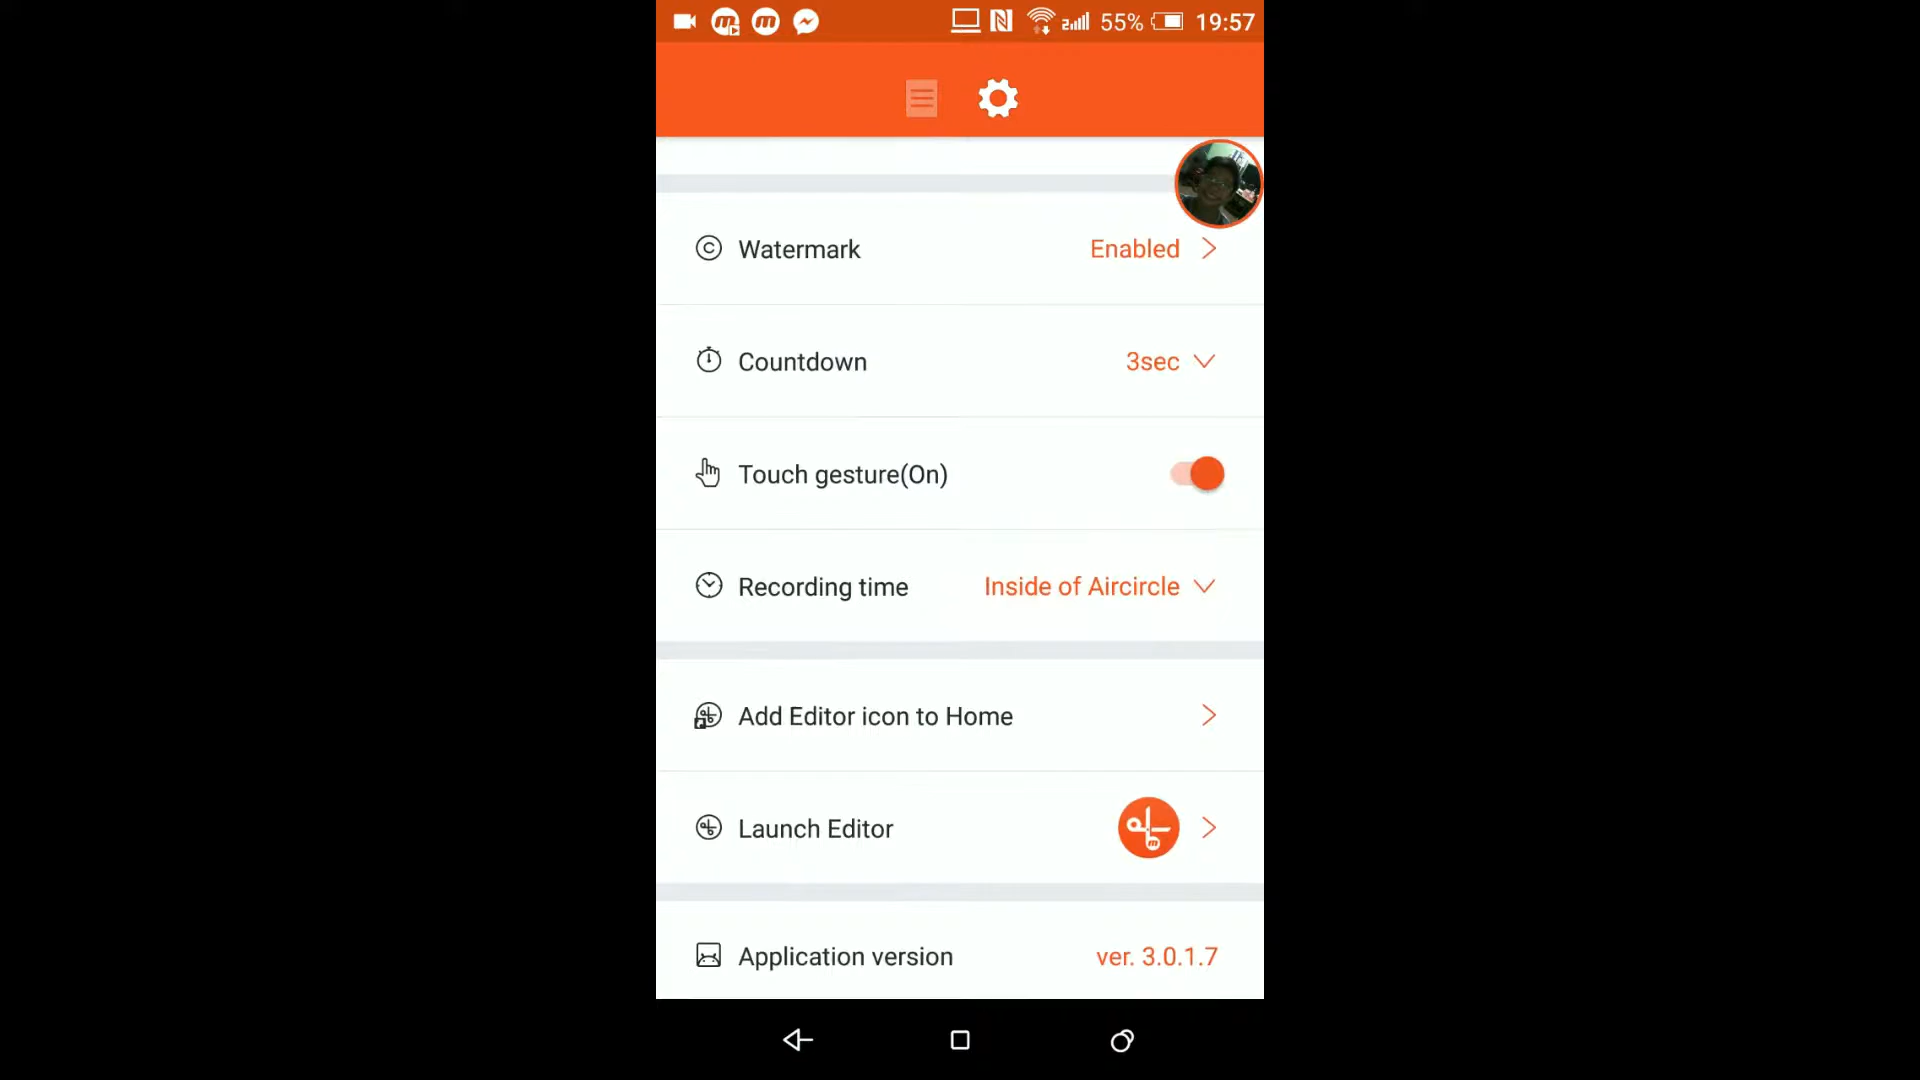 55% 19:57
Watermark Enabled
Countdown 3sec
Touch gesture(On)
Recording time Inside of Aircircle
Add Editor icon to Home
Launch Editor
Application version ver. 3.0.1.7